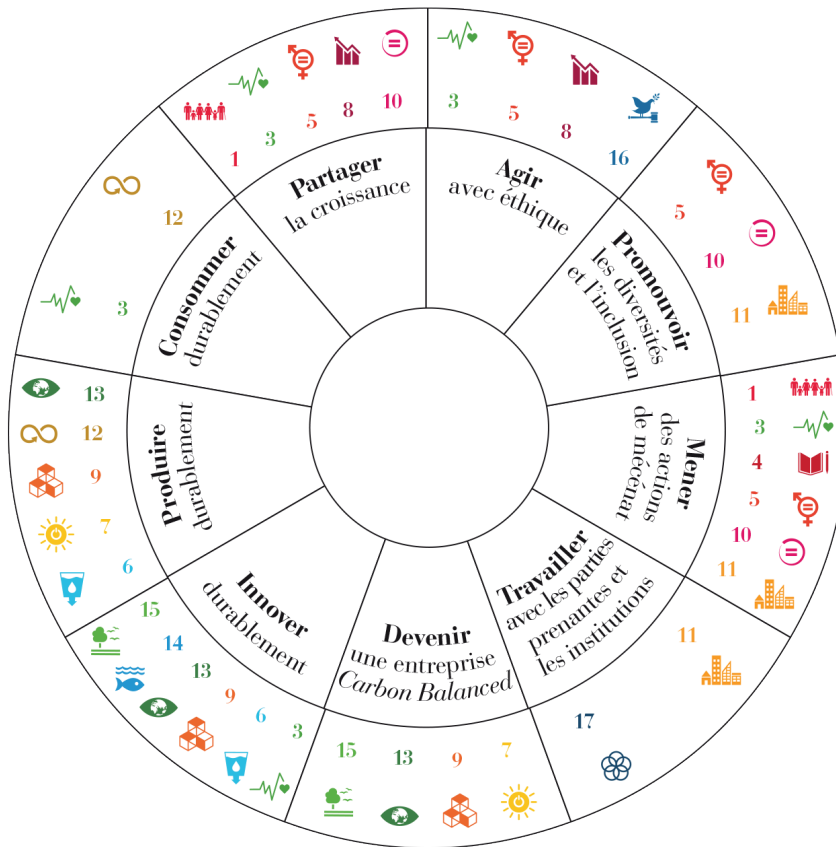 Partager
la croissance
1
3
5
8
10
Agir
avec éthique
3
5
8
16
Promouvoir
les diversités
et l'inclusion
5
10
11
Mener
des actions
de mécénat
1
3
4
5
10
11
Travailler
avec les parties
prenantes et
les institutions
11
17
Devenir
une entreprise
Carbon Balanced
15
13
9
7
Innover
durablement
15
14
13
9
6
3
Produire
durablement
13
12
9
7
6
Consommer
durablement
12
3